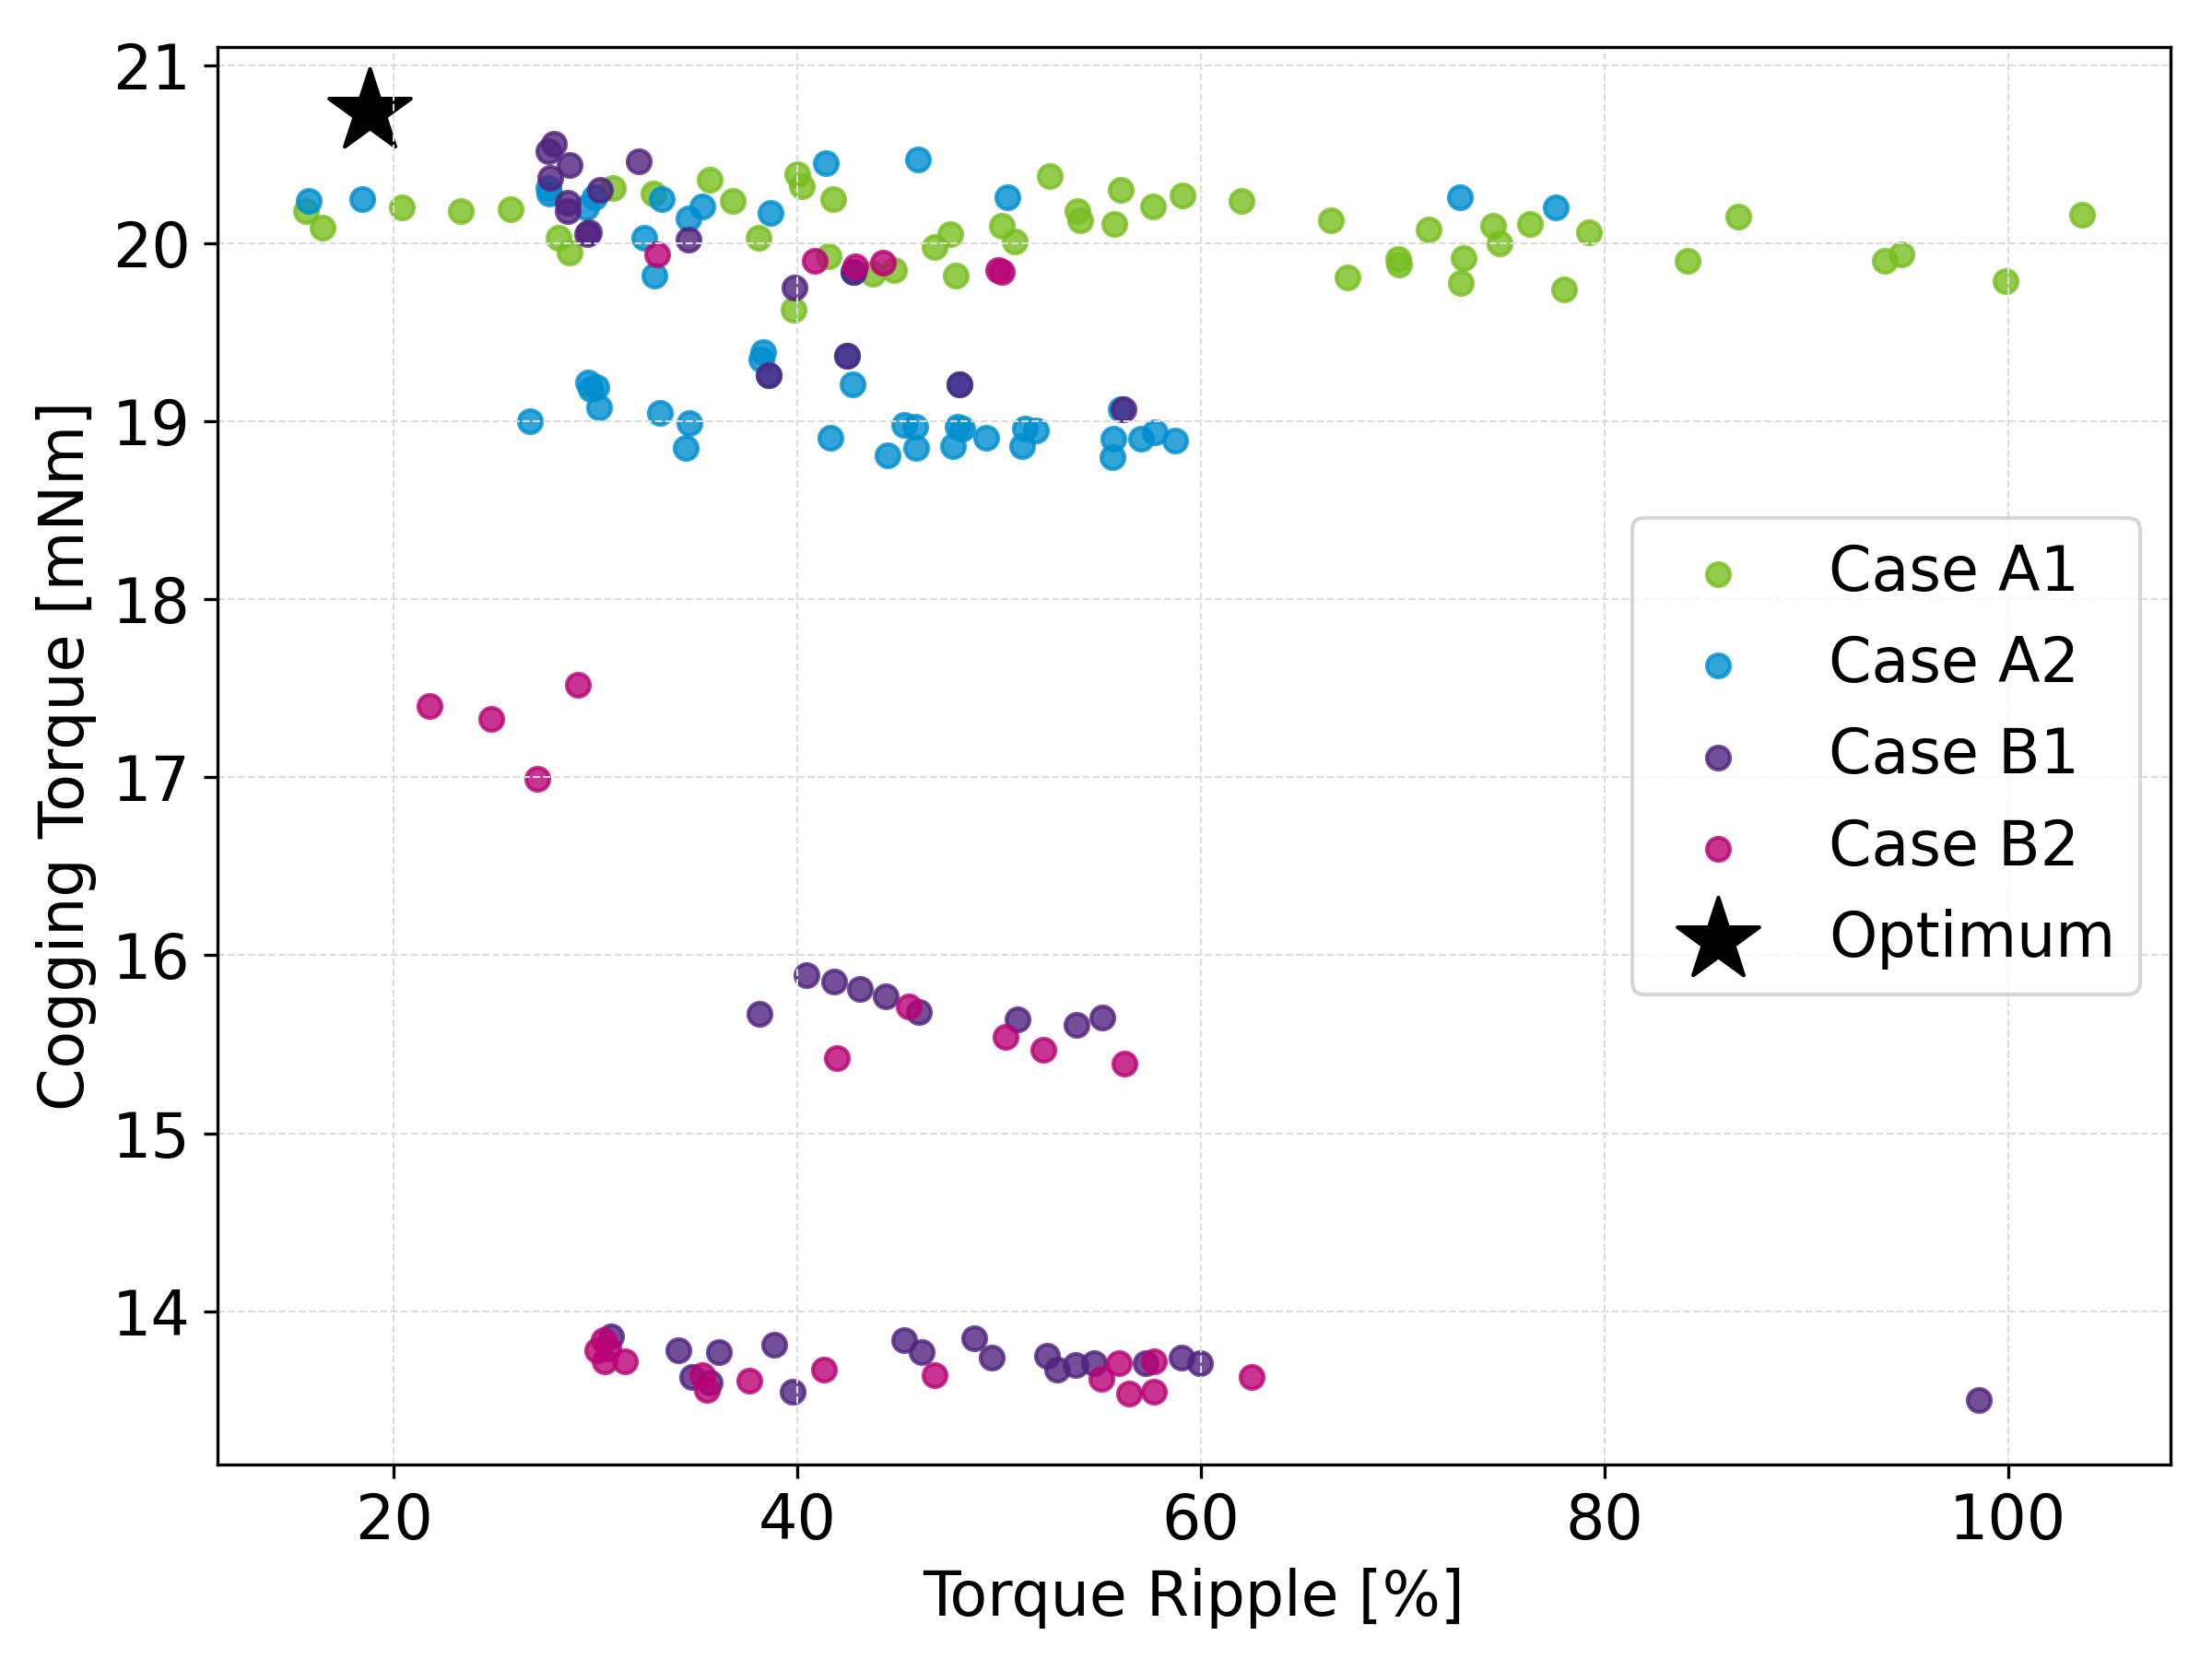 21
20
19
18
17
16
15
14
Cogging Torque [mNm]
Case A1
Case A2
Case B1
Case B2
Optimum
20 40 60 80 100
Torque Ripple [%]